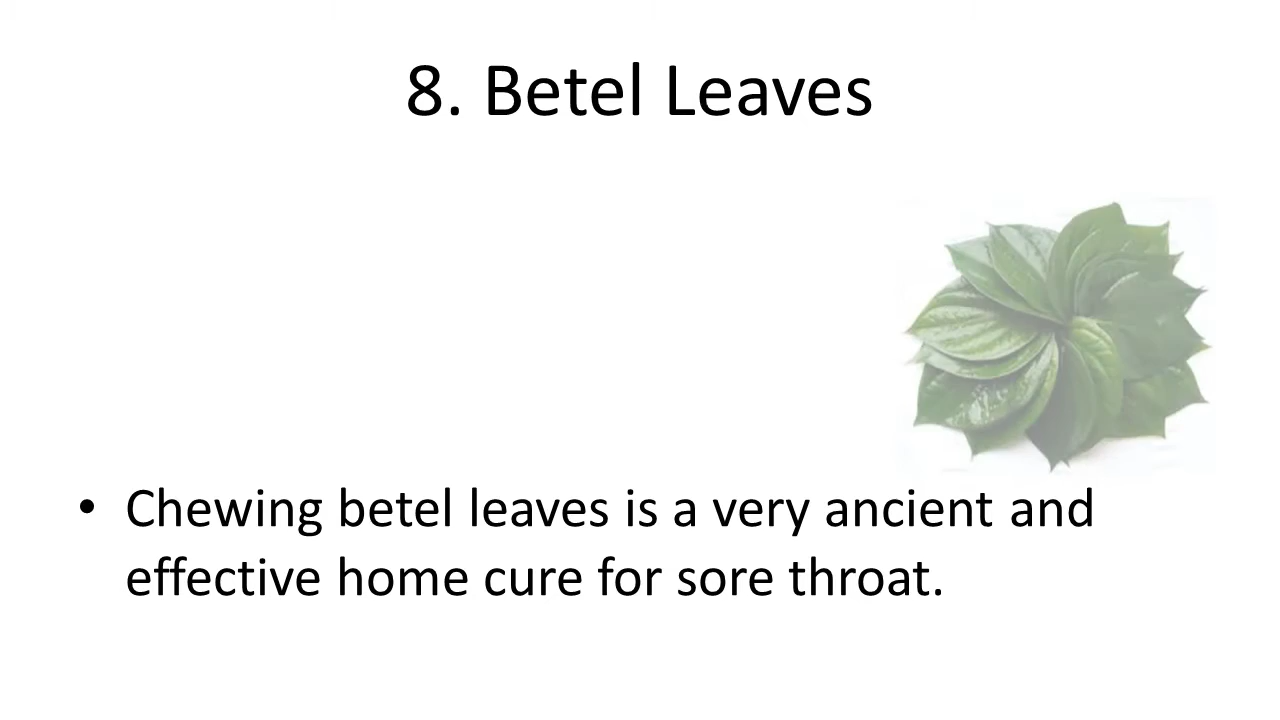 8. Betel Leaves
• Chewing betel leaves is a very ancient and
effective home cure for sore throat.